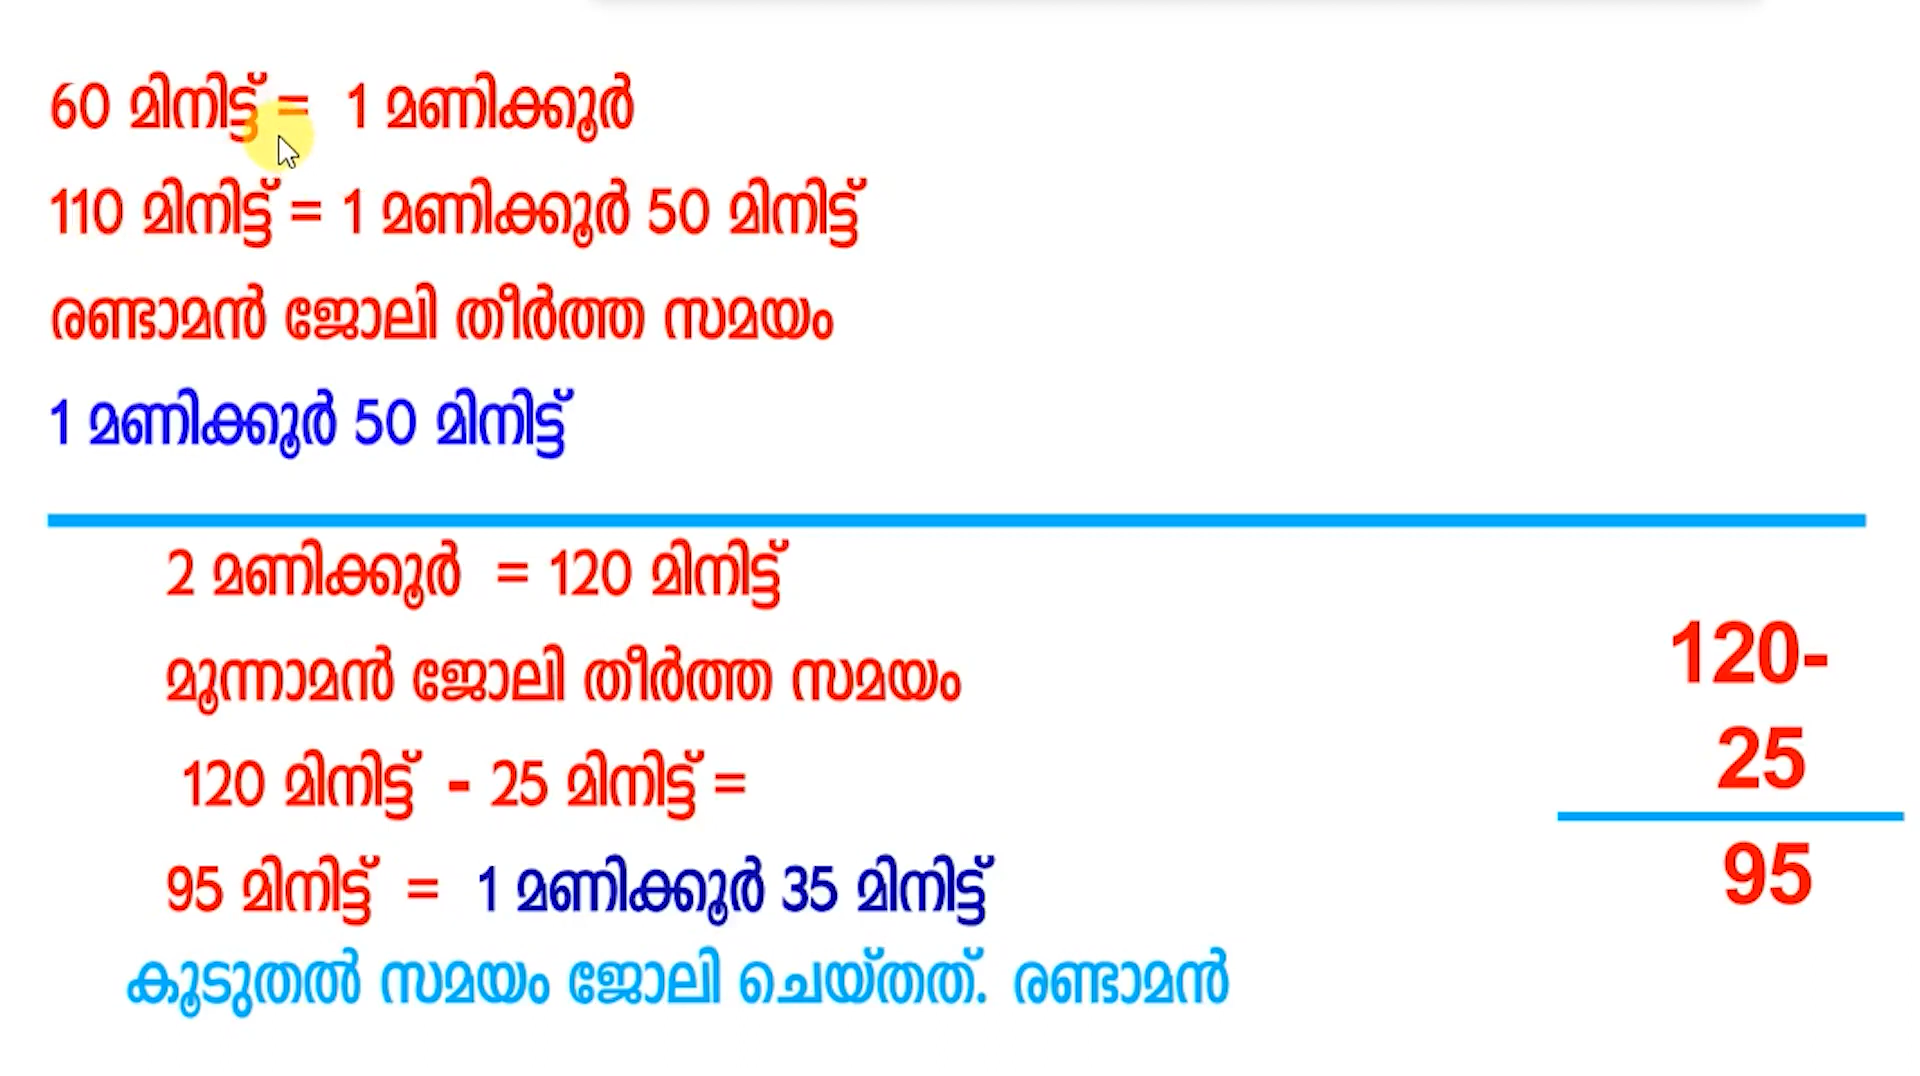 60 മിനിട്ട് = 1 മണിക്കൂർ
110 മിനിട്ട് = 1 മണിക്കൂർ 50 മിനിട്ട്
രണ്ടാമൻ ജോലി തീർത്ത സമയം
1 മണിക്കൂർ 50 മിനിട്ട്
2 മണിക്കൂർ = 120 മിനിട്ട്
മൂന്നാമൻ ജോലി തീർത്ത സമയം
120 മിനിട്ട് - 25 മിനിട്ട് =
95 മിനിട്ട് = 1 മണിക്കൂർ 35 മിനിട്ട്
കൂടുതൽ സമയം ജോലി ചെയ്തത്. രണ്ടാമൻ
120-
25
95